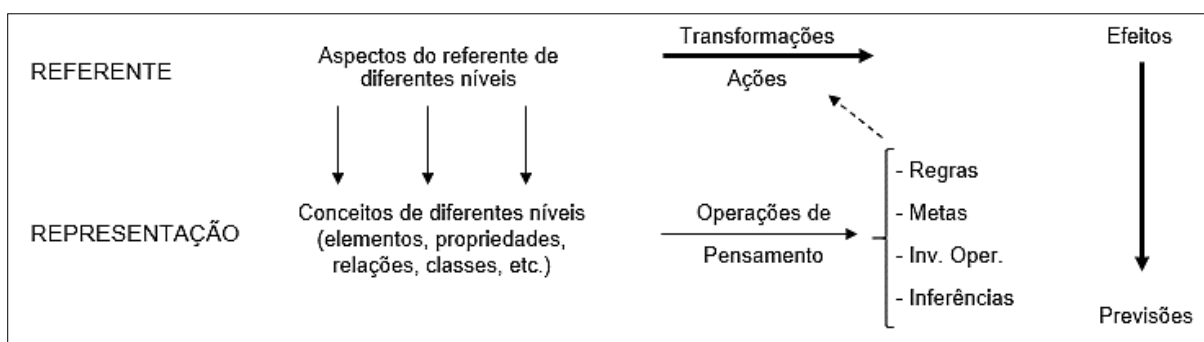 REFERENTE
Aspectos do referente de
diferentes níveis
Transformações
Ações
Efeitos
REPRESENTAÇÃO
Conceitos de diferentes níveis
(elementos, propriedades,
relações, classes, etc.)
Operações de
Pensamento
- Regras
- Metas
- Inv. Oper.
- Inferências
Previsões